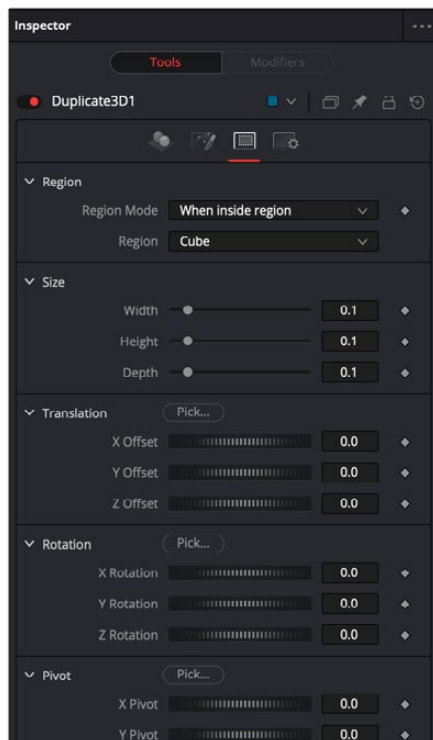 Inspector
Tools Modifiers
Duplicate3D1
Region
Region Mode When inside region
Region Cube
Size
Width 0.1
Height 0.1
Depth 0.1
Translation Pick...
X Offset 0.0
Y Offset 0.0
Z Offset 0.0
Rotation Pick...
X Rotation 0.0
Y Rotation 0.0
Z Rotation 0.0
Pivot Pick...
X Pivot 0.0
Y Pivot 0.0